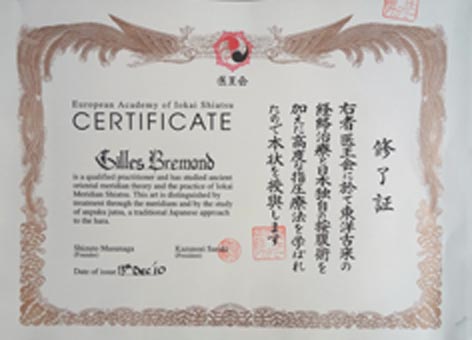 医王会
European Academy of Iokai Shiatsu
CERTIFICATE
Gilles Bremond
is a qualified practitioner and has studied ancient
oriental meridian theory and the practice of Iokai
Meridian Shiatsu. This art is distinguished by
treatment through the meridians and by the study
of anpuku jutsu, a traditional Japanese approach
to the hara.
Shizuto Masunaga
(Founder)
Kazunori Sasaki
(President)
Date of issue 13th Dec '10
修了証
右者医王会に於て東洋古来の
経絡治療と日本独自の按腹術を
加えた高度な指圧療法を学ばれ
たので本状を授与します